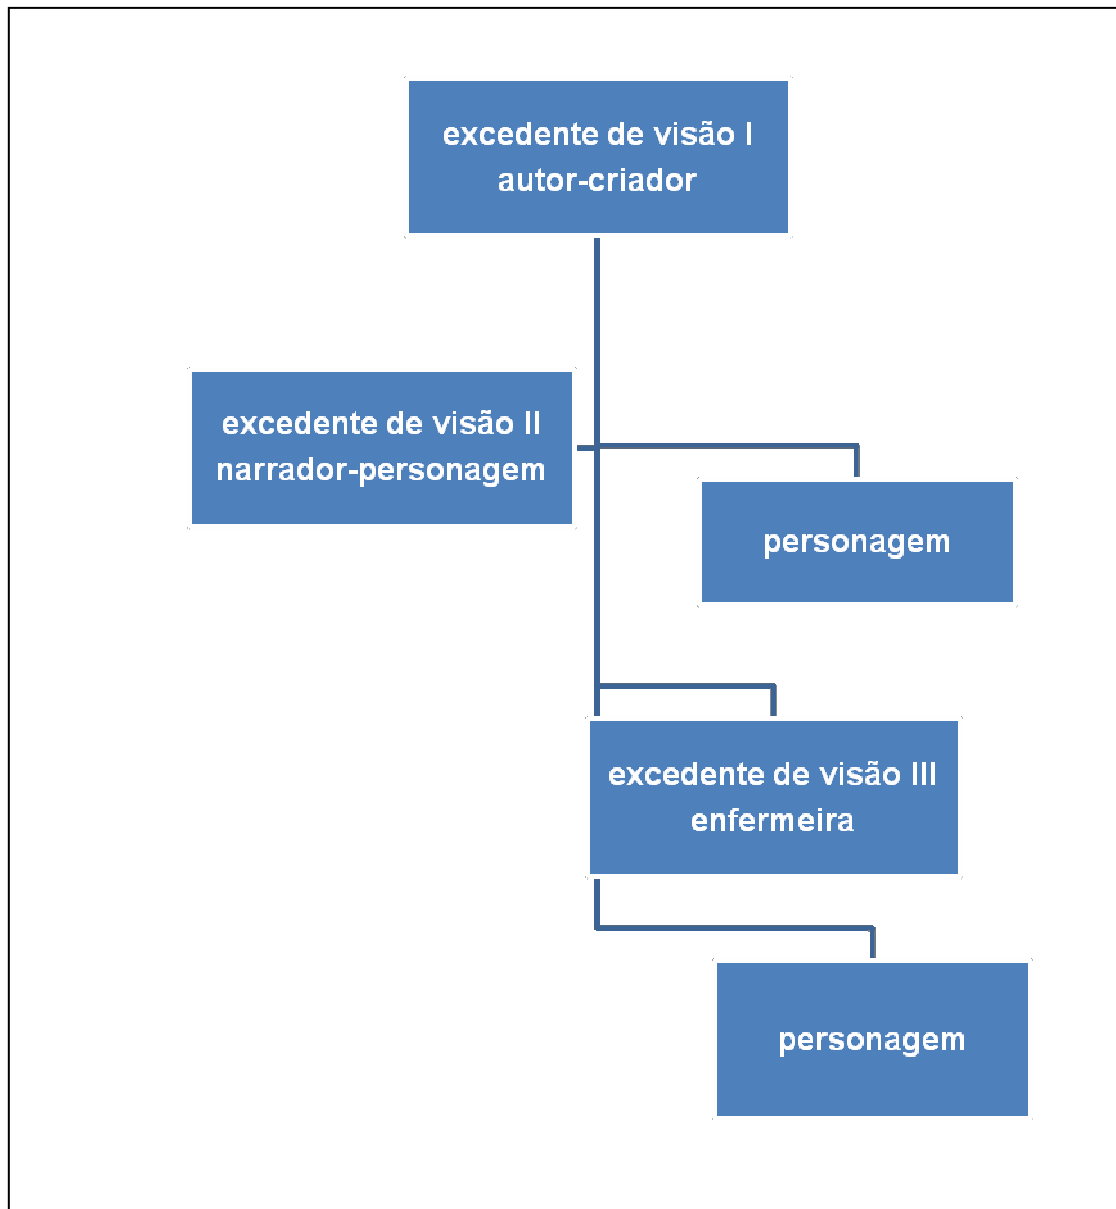 excedente de visão I
autor-criador
excedente de visão II
narrador-personagem
personagem
excedente de visão III
enfermeira
personagem